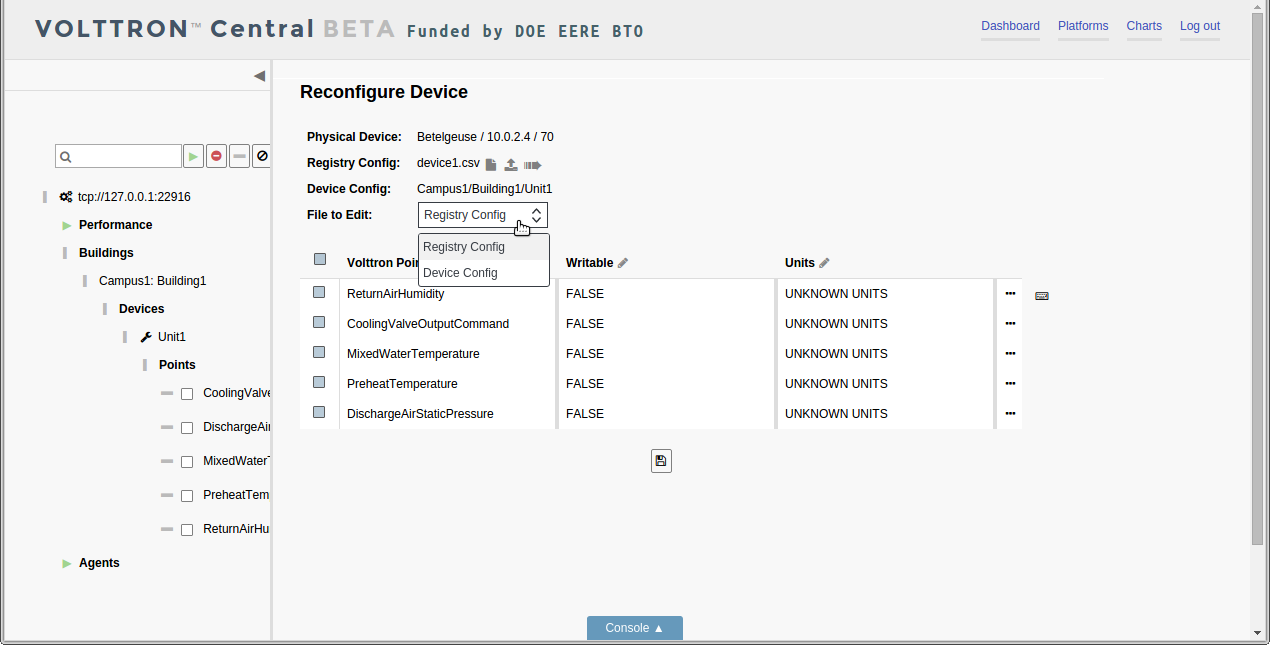 VOLTTRON™ Central BETA Funded by DOE EERE BTO
Dashboard Platforms Charts Log out
Reconfigure Device
Physical Device: Betelgeuse / 10.0.2.4 / 70
Registry Config: device1.csv
Device Config: Campus1/Building1/Unit1
File to Edit: Registry Config
Registry Config
Device Config
tcp://127.0.0.1:22916
Performance
Buildings
Campus1: Building1
Devices
Unit1
Points
CoolingValve
DischargeAir
MixedWaterT
PreheatTem
ReturnAirHu
Agents
Volttron Poin Writable Units
ReturnAirHumidity FALSE UNKNOWN UNITS
CoolingValveOutputCommand FALSE UNKNOWN UNITS
MixedWaterTemperature FALSE UNKNOWN UNITS
PreheatTemperature FALSE UNKNOWN UNITS
DischargeAirStaticPressure FALSE UNKNOWN UNITS
Console ▲